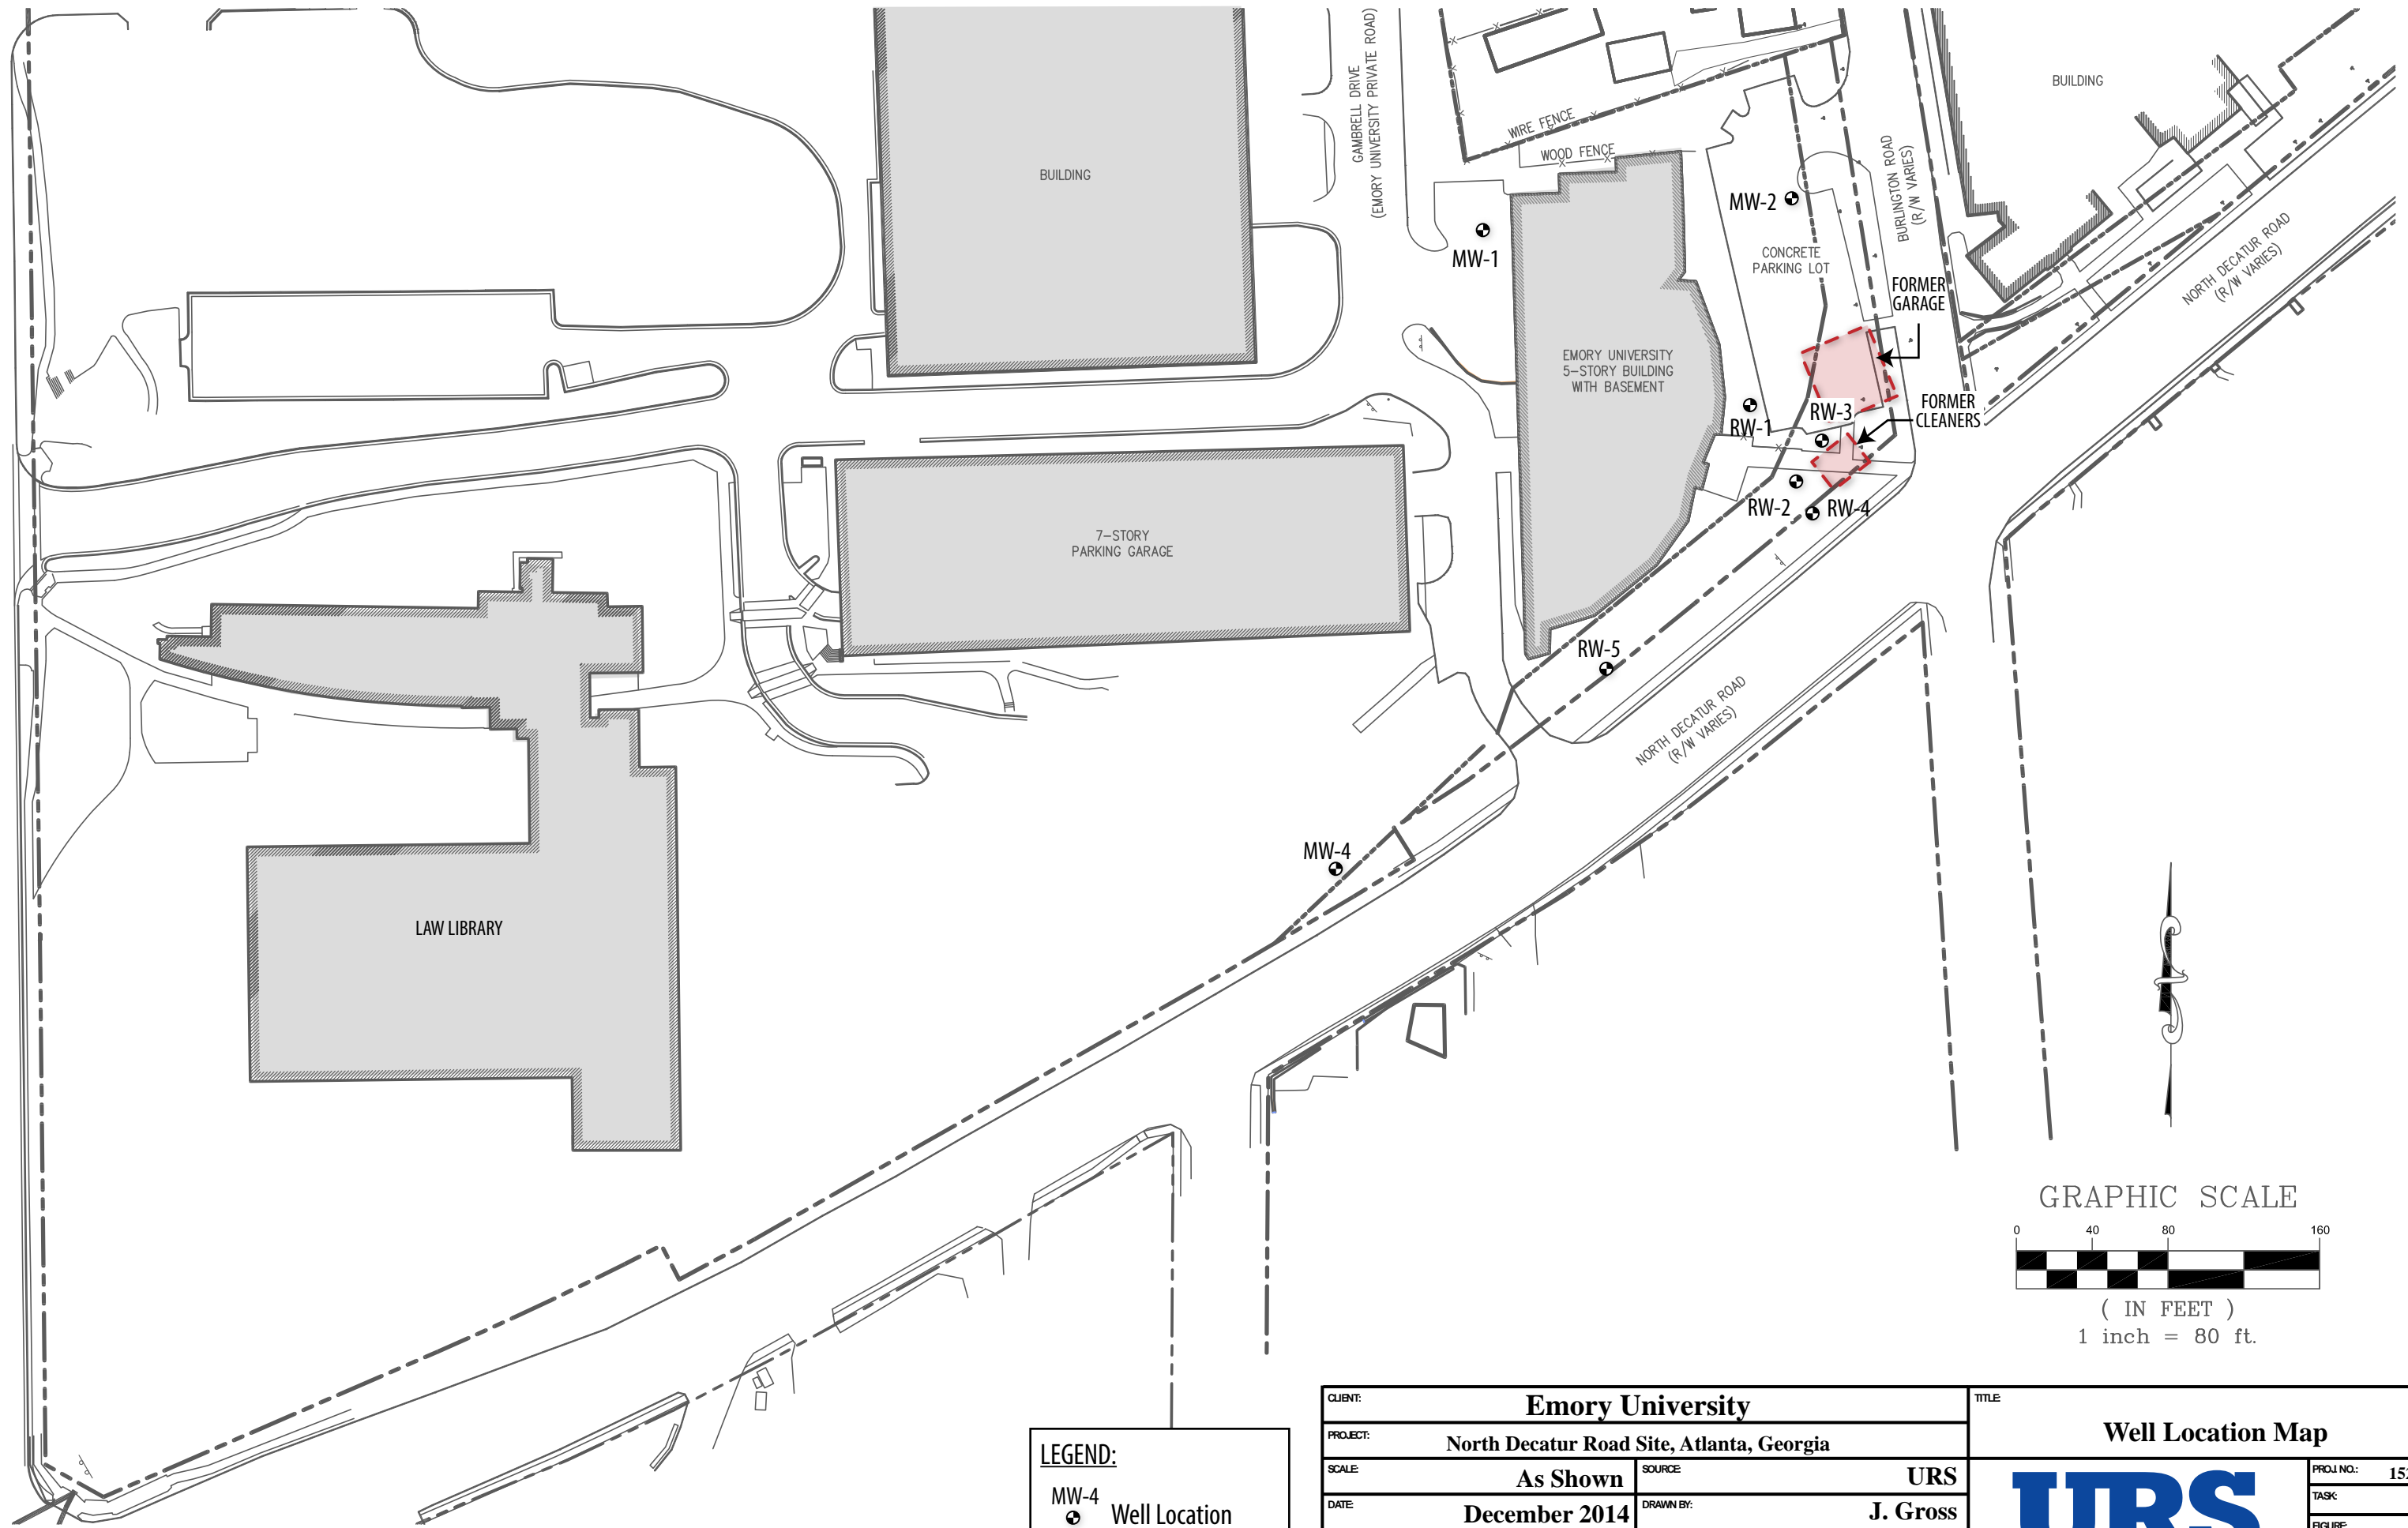 GAMBRELL DRIVE
(EMORY UNIVERSITY PRIVATE ROAD)
BUILDING
BUILDING
WIRE FENCE
WOOD FENCE
BURLINGTON ROAD
(R/W VARIES)
NORTH DECATUR ROAD
(R/W VARIES)
MW-2
MW-1
CONCRETE
PARKING LOT
FORMER
GARAGE
EMORY UNIVERSITY
5-STORY BUILDING
WITH BASEMENT
FORMER
CLEANERS
RW-3
RW-1
RW-2
RW-4
7-STORY
PARKING GARAGE
RW-5
NORTH DECATUR ROAD
(R/W VARIES)
MW-4
LAW LIBRARY
GRAPHIC SCALE
0 40 80 160
( IN FEET )
1 inch = 80 ft.
LEGEND:
MW-4
Well Location
CLIENT: Emory University
PROJECT: North Decatur Road Site, Atlanta, Georgia
SCALE: As Shown
SOURCE: URS
DATE: December 2014
DRAWN BY: J. Gross
TITLE:
Well Location Map
URS
PROJ. NO.:
TASK:
FIGURE: